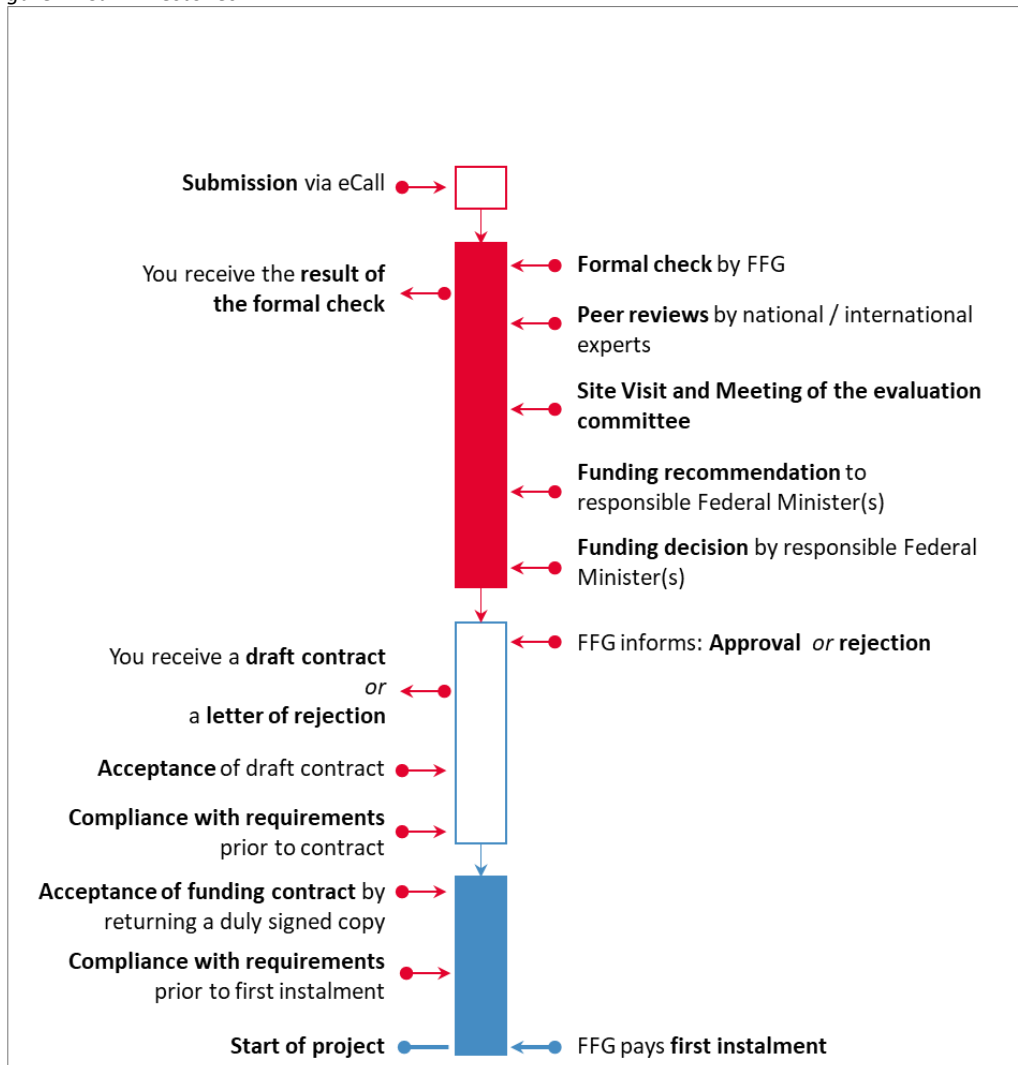 Submission via eCall
Formal check by FFG
You receive the result of
the formal check
Peer reviews by national / international
experts
Site Visit and Meeting of the evaluation
committee
Funding recommendation to
responsible Federal Minister(s)
Funding decision by responsible Federal
Minister(s)
FFG informs: Approval or rejection
You receive a draft contract
or
a letter of rejection
Acceptance of draft contract
Compliance with requirements
prior to contract
Acceptance of funding contract by
returning a duly signed copy
Compliance with requirements
prior to first instalment
Start of project
FFG pays first instalment